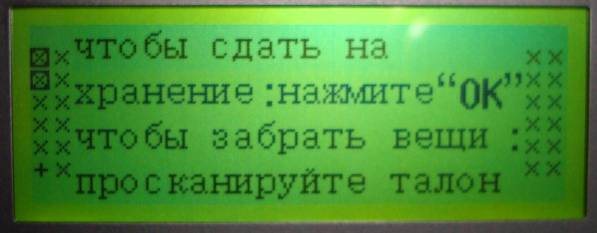 чтобы сдать на
хранение:нажмите“OK”
чтобы забрать вещи :
просканируйте талон